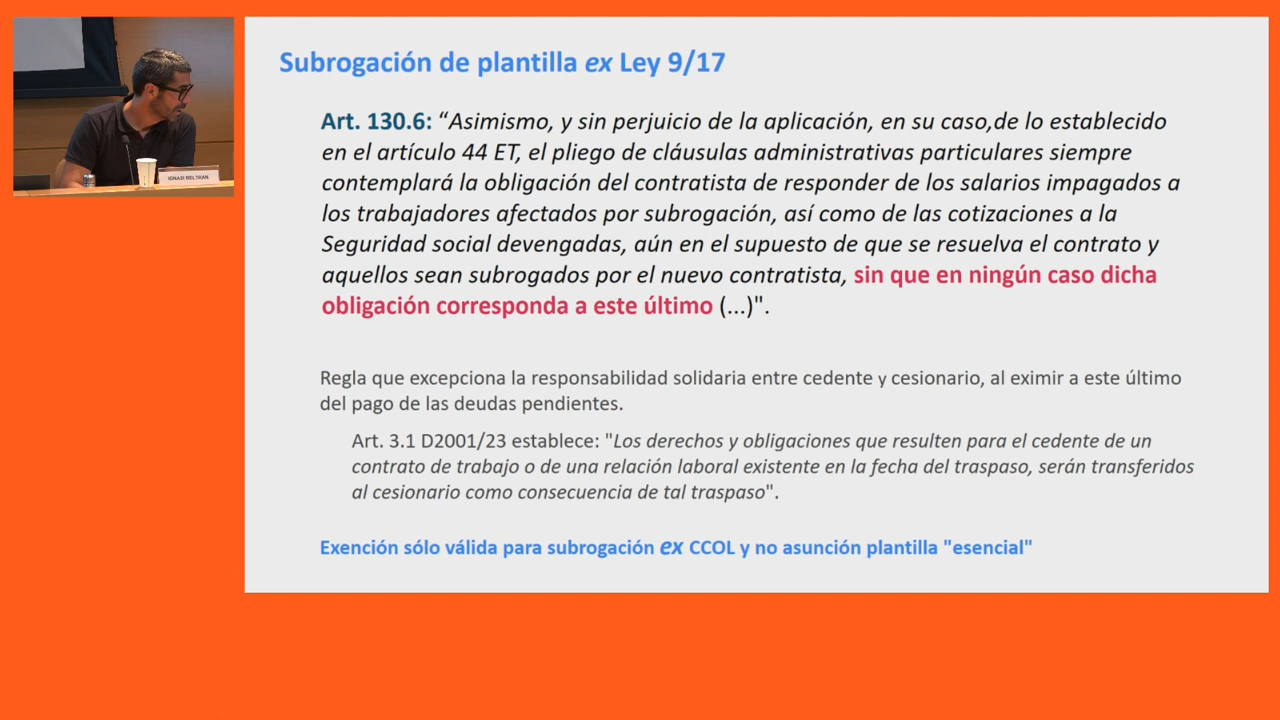 IGNASI BELTRAN
Subrogación de plantilla ex Ley 9/17
Art. 130.6: “Asimismo, y sin perjuicio de la aplicación, en su caso,de lo establecido
en el artículo 44 ET, el pliego de cláusulas administrativas particulares siempre
contemplará la obligación del contratista de responder de los salarios impagados a
los trabajadores afectados por subrogación, así como de las cotizaciones a la
Seguridad social devengadas, aún en el supuesto de que se resuelva el contrato y
aquellos sean subrogados por el nuevo contratista, sin que en ningún caso dicha
obligación corresponda a este último (...)".
Regla que excepciona la responsabilidad solidaria entre cedente y cesionario, al eximir a este último
del pago de las deudas pendientes.
Art. 3.1 D2001/23 establece: "Los derechos y obligaciones que resulten para el cedente de un
contrato de trabajo o de una relación laboral existente en la fecha del traspaso, serán transferidos
al cesionario como consecuencia de tal traspaso".
Exención sólo válida para subrogación ex CCOL y no asunción plantilla "esencial"